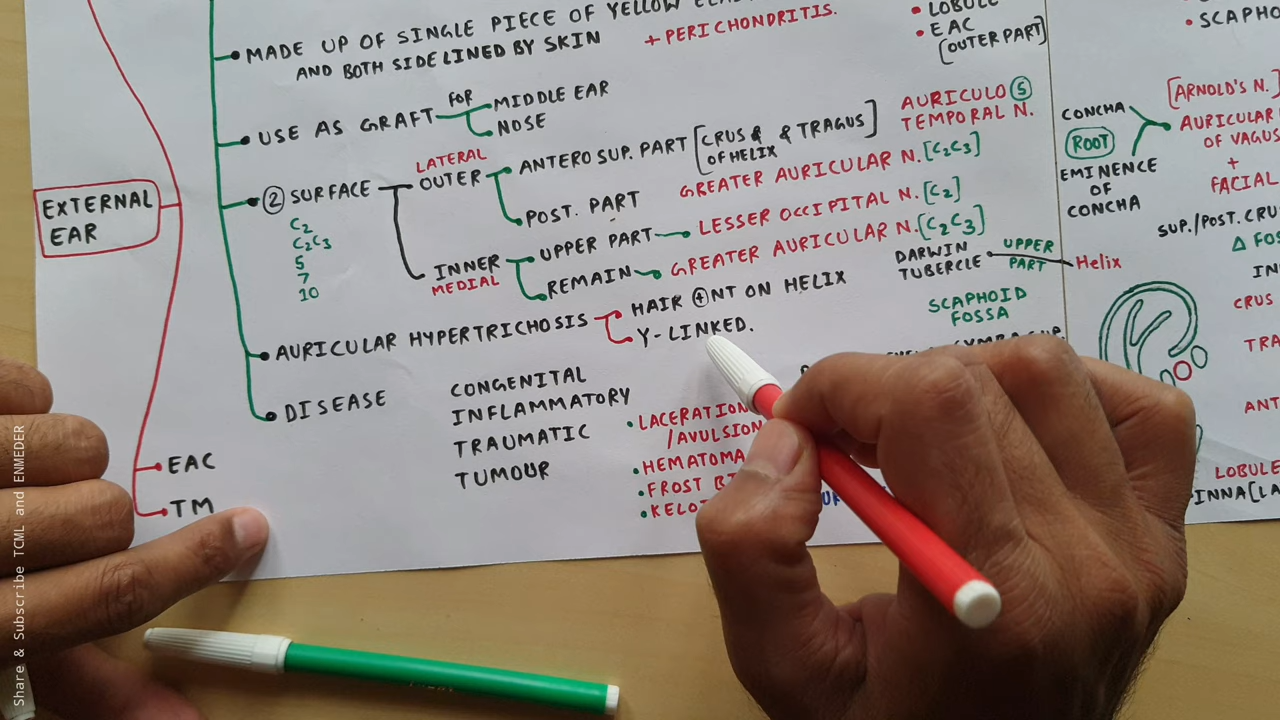 MADE UP OF SINGLE PIECE OF YELLOW
AND BOTH SIDE LINED BY SKIN
+ PERICHONDRITIS.
• LOBULE
• EAC
[OUTER PART]
• SCAPHO
USE AS GRAFT FOR MIDDLE EAR
NOSE
② SURFACE
C₂
C₂C₃
5
7
10
LATERAL
OUTER
ANTERO SUP. PART [CRUS & & TRAGUS]
OF HELIX
AURICULO ⑤
TEMPORAL N.
POST. PART
GREATER AURICULAR N. [C₂C₃]
INNER
MEDIAL
UPPER PART LESSER OCCIPITAL N. [C₂]
REMAIN GREATER AURICULAR N. [C₂C₃]
EXTERNAL
EAR
AURICULAR HYPERTRICHOSIS
HAIR ⊕NT ON HELIX
Y-LINKED.
DISEASE
CONGENITAL
INFLAMMATORY
TRAUMATIC
TUMOUR
• LACERATION
/AVULSION
• HEMATOMA
• FROST
EAC
TM
DARWIN
TUBERCLE
UPPER
PART
Helix
SCAPHOID
FOSSA
CONCHA
ROOT
EMINENCE
OF
CONCHA
[ARNOLD'S N.]
AURICULAR
OF VAGUS
+
FACIAL
SUP./POST. CRU
Δ FOS
IN
CRUS
TRA
ANT
LOBULE
INNA[LA
Share & Subscribe TCML and ENMEDER